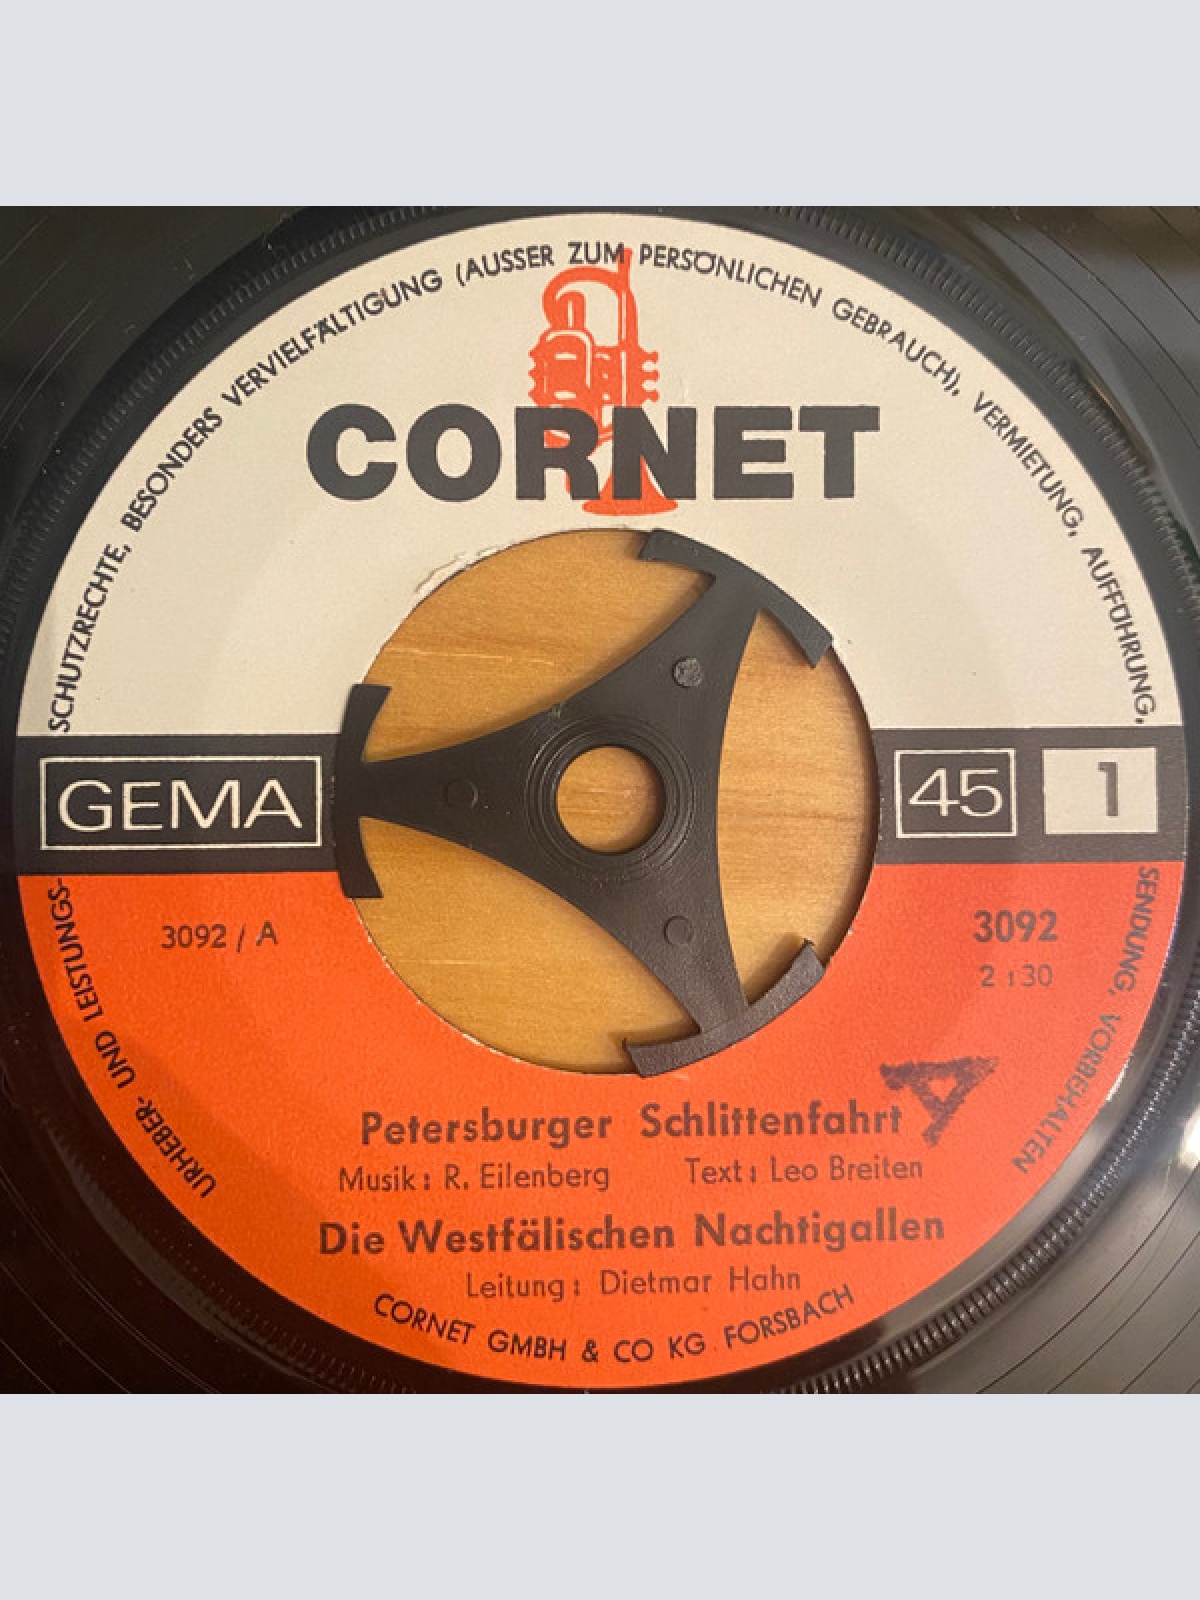 URHEBER- UND LEISTUNGS-
SCHUTZRECHTE, BESONDERS VERVIELFÄLTIGUNG (AUSSER ZUM PERSÖNLICHEN GEBRAUCH), VERMIETUNG, AUFFÜHRUNG,
SENDUNG, VORBEHALTEN
CORNET
GEMA
45
1
3092 / A
3092
2:30
A
Petersburger Schlittenfahrt
Musik: R. Eilenberg Text: Leo Breiten
Die Westfälischen Nachtigallen
Leitung: Dietmar Hahn
CORNET GMBH & CO KG FORSBACH